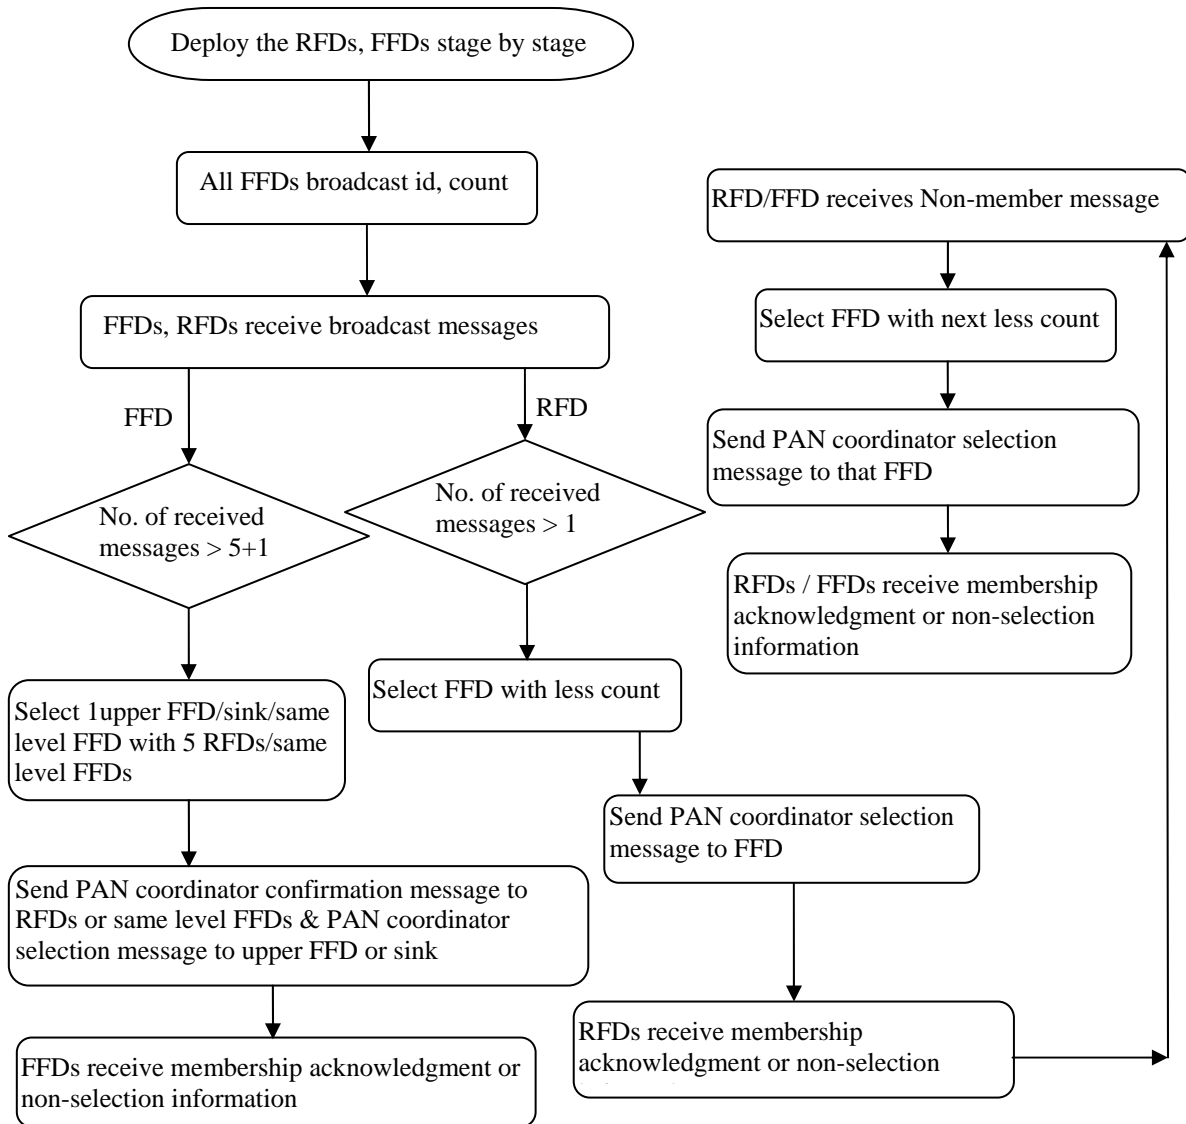 Deploy the RFDs, FFDs stage by stage
All FFDs broadcast id, count
FFDs, RFDs receive broadcast messages
FFD
RFD
No. of received
messages > 5+1
No. of received
messages > 1
Select 1upper FFD/sink/same
level FFD with 5 RFDs/same
level FFDs
Select FFD with less count
Send PAN coordinator confirmation message to
RFDs or same level FFDs & PAN coordinator
selection message to upper FFD or sink
Send PAN coordinator selection
message to FFD
FFDs receive membership acknowledgment or
non-selection information
RFDs receive membership
acknowledgment or non-selection
RFD/FFD receives Non-member message
Select FFD with next less count
Send PAN coordinator selection
message to that FFD
RFDs / FFDs receive membership
acknowledgment or non-selection
information